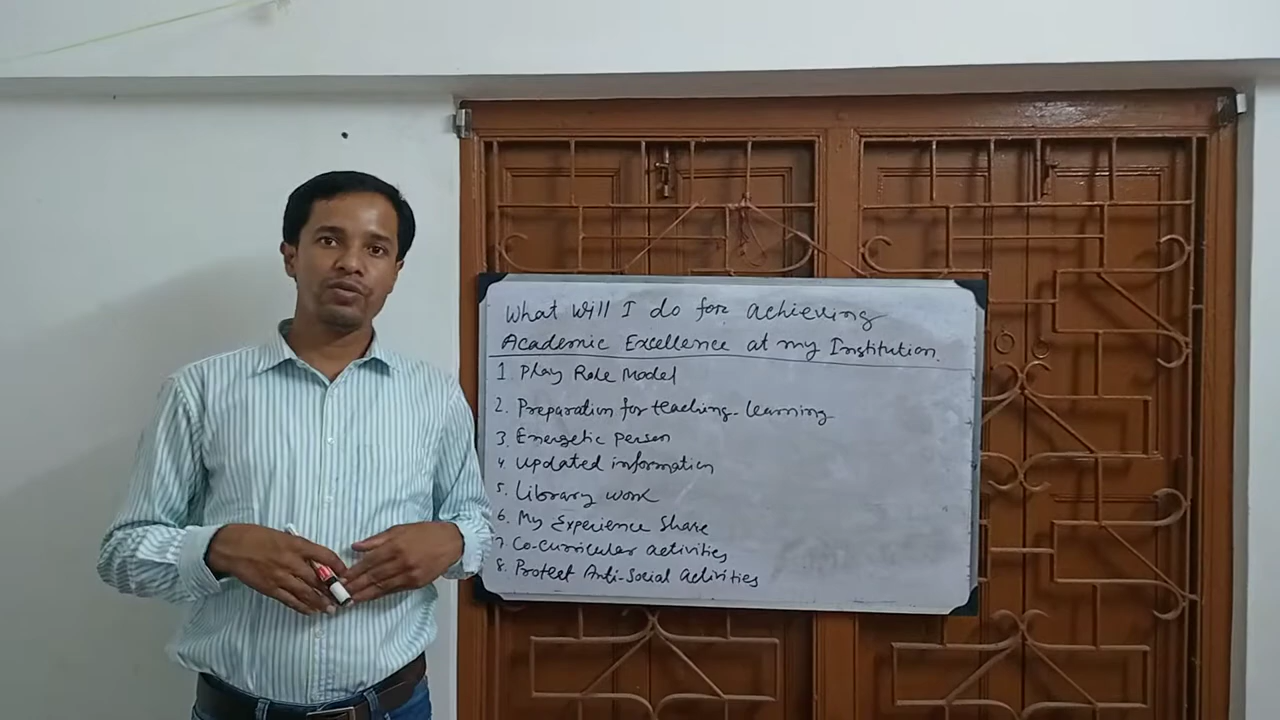 What will I do for achieving
Academic Excellence at my Institution.
1. Play Role Model
2. Preparation for teaching-learning
3. Energetic person
4. Updated information
5. Library work
6. My Experience Share
7. Co-curricular activities
8. Protect Anti-Social Activities